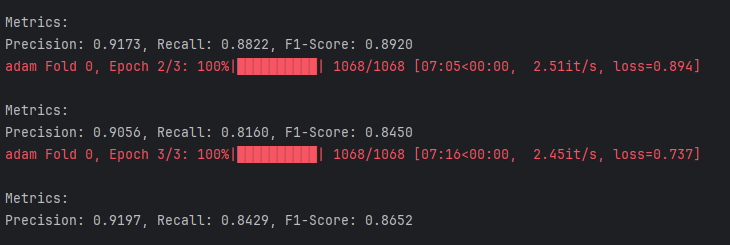 Metrics:
Precision: 0.9173, Recall: 0.8822, F1-Score: 0.8920
adam Fold 0, Epoch 2/3: 100%|██████████| 1068/1068 [07:05<00:00,  2.51it/s, loss=0.894]
Metrics:
Precision: 0.9056, Recall: 0.8160, F1-Score: 0.8450
adam Fold 0, Epoch 3/3: 100%|██████████| 1068/1068 [07:16<00:00,  2.45it/s, loss=0.737]
Metrics:
Precision: 0.9197, Recall: 0.8429, F1-Score: 0.8652